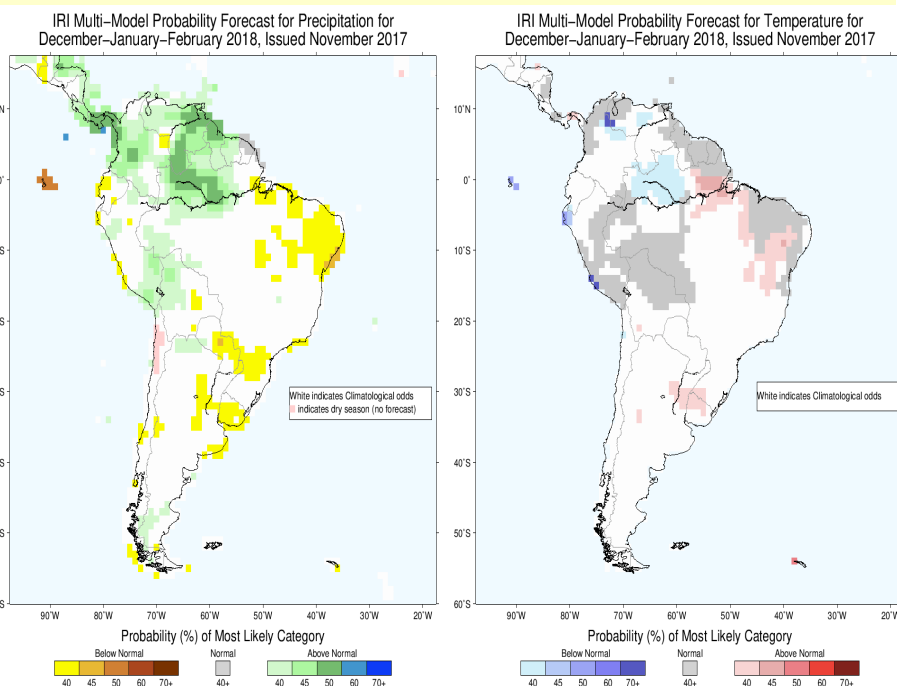 IRI Multi−Model Probability Forecast for Precipitation for
December−January−February 2018, Issued November 2017
N
0˚
S
S
S
S
S
S
90˚W 80˚W 70˚W 60˚W 50˚W 40˚W 30˚W 20˚W
White indicates Climatological odds
indicates dry season (no forecast)
Probability (%) of Most Likely Category
Below Normal Normal Above Normal
40 45 50 60 70+ 40+ 40 45 50 60 70+
IRI Multi−Model Probability Forecast for Temperature for
December−January−February 2018, Issued November 2017
10˚N
0˚
10˚S
20˚S
30˚S
40˚S
50˚S
60˚S
90˚W 80˚W 70˚W 60˚W 50˚W 40˚W 30˚W 20˚W
White indicates Climatological odds
Probability (%) of Most Likely Category
Below Normal Normal Above Normal
40 45 50 60 70+ 40+ 40 45 50 60 70+